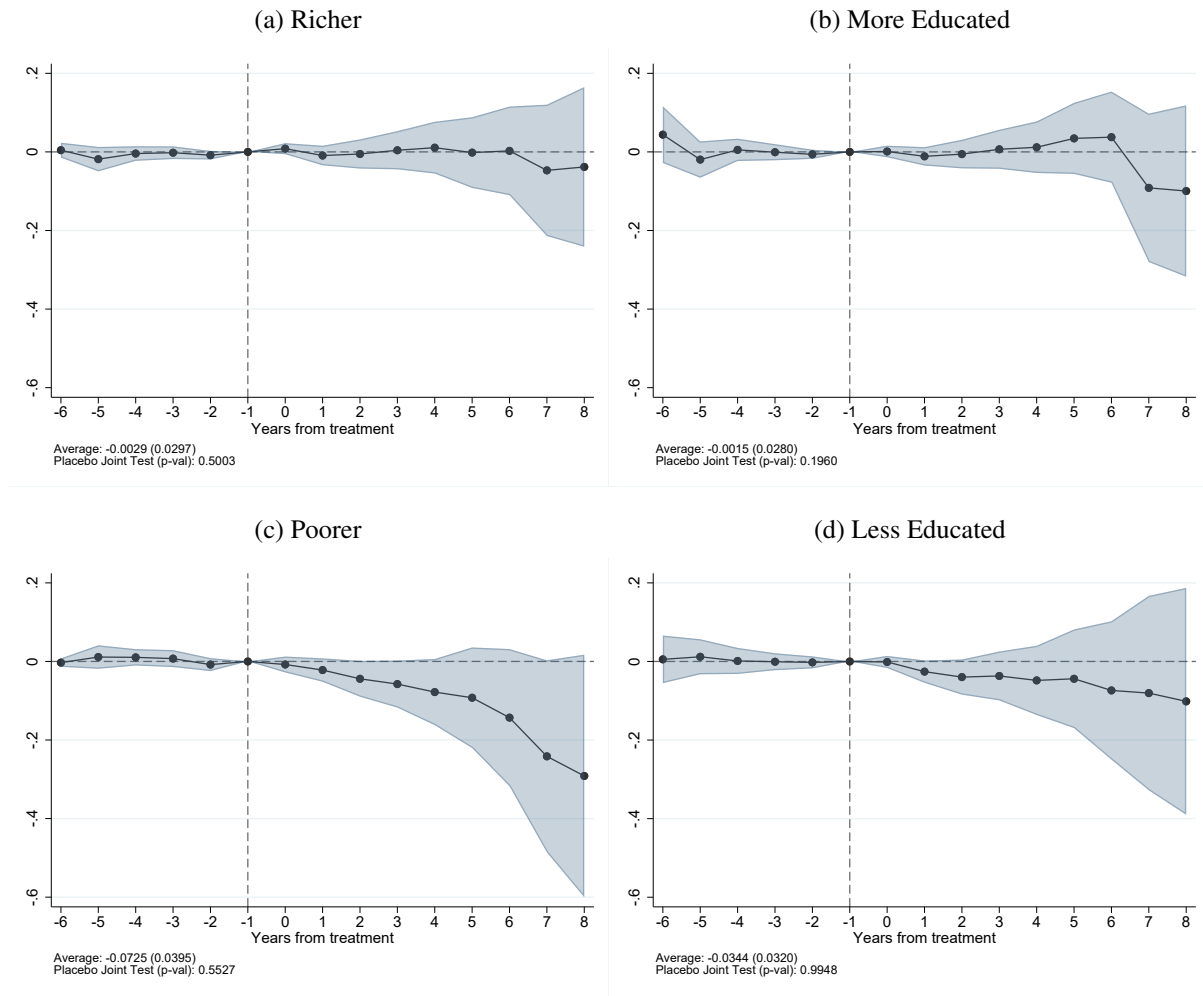 (a) Richer
.2
0
-.2
-.4
-.6
-6 -5 -4 -3 -2 -1 0 1 2 3 4 5 6 7 8
Years from treatment
Average: -0.0029 (0.0297)
Placebo Joint Test (p-val): 0.5003
(b) More Educated
.2
0
-.2
-.4
-.6
-6 -5 -4 -3 -2 -1 0 1 2 3 4 5 6 7 8
Years from treatment
Average: -0.0015 (0.0280)
Placebo Joint Test (p-val): 0.1960
(c) Poorer
.2
0
-.2
-.4
-.6
-6 -5 -4 -3 -2 -1 0 1 2 3 4 5 6 7 8
Years from treatment
Average: -0.0725 (0.0395)
Placebo Joint Test (p-val): 0.5527
(d) Less Educated
.2
0
-.2
-.4
-.6
-6 -5 -4 -3 -2 -1 0 1 2 3 4 5 6 7 8
Years from treatment
Average: -0.0344 (0.0320)
Placebo Joint Test (p-val): 0.9948